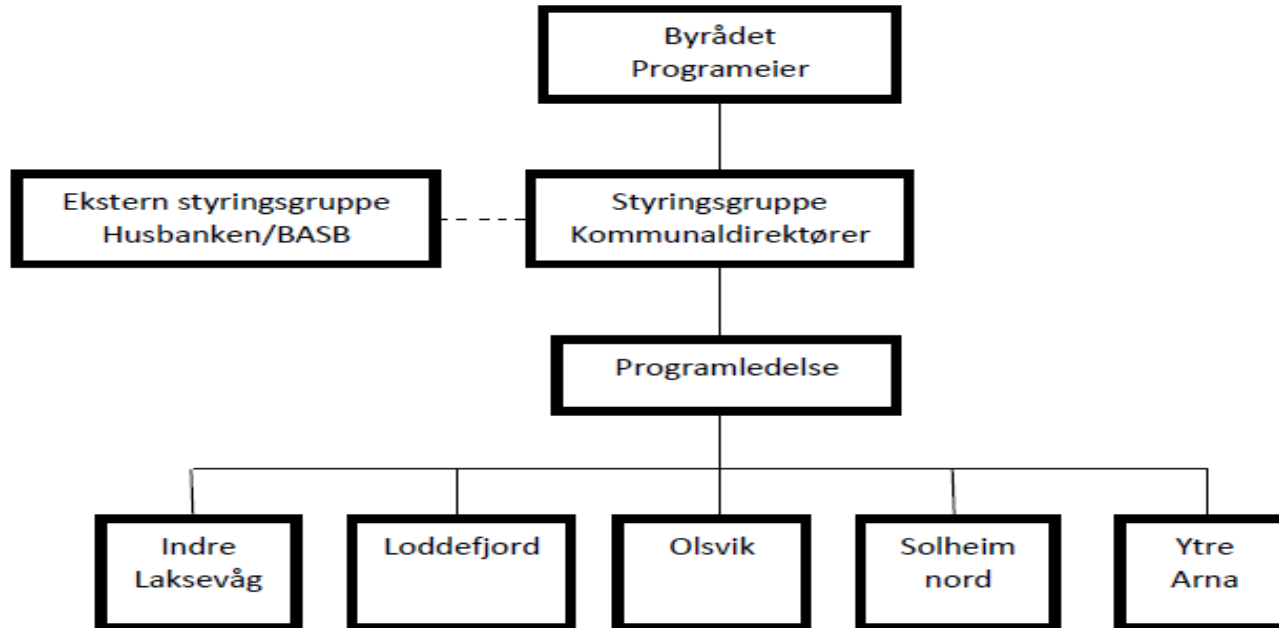 Byrådet
Programeier
Ekstern styringsgruppe
Husbanken/BASB
Styringsgruppe
Kommunaldirektører
Programledelse
Indre
Laksevåg
Loddefjord
Olsvik
Solheim
nord
Ytre
Arna